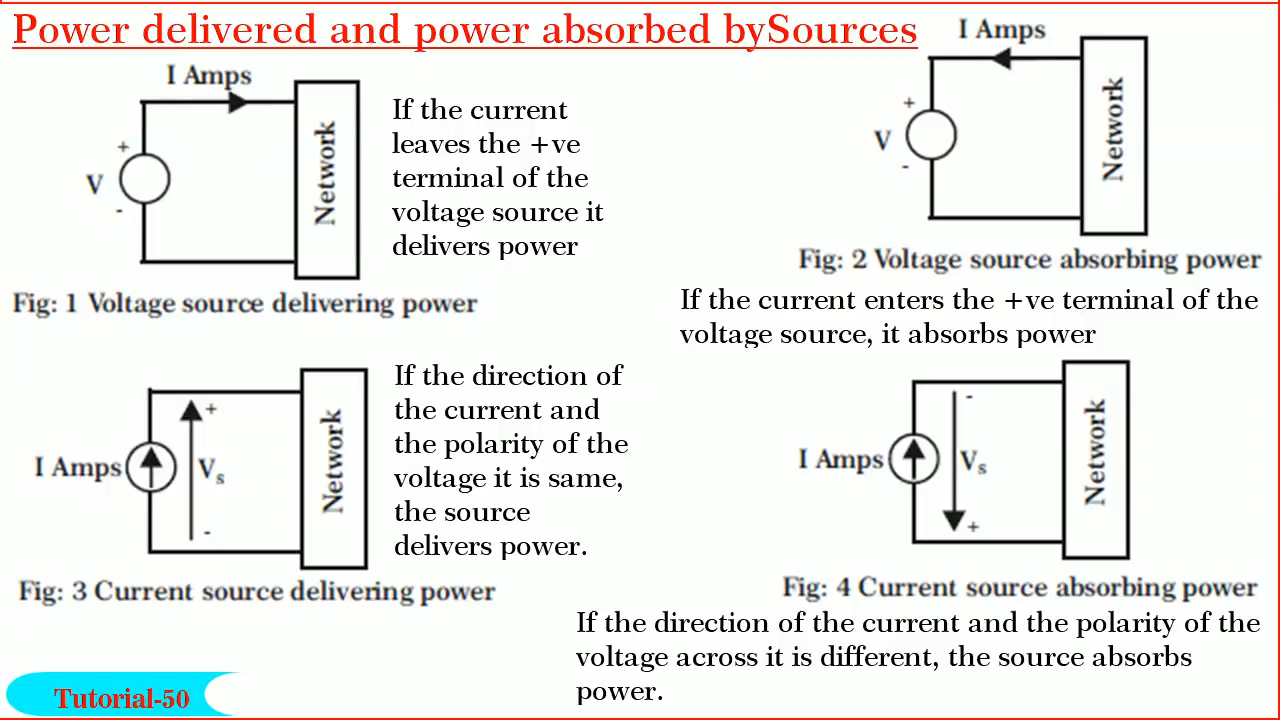 Power delivered and power absorbed bySources
I Amps
+
V
-
Network
If the current
leaves the +ve
terminal of the
voltage source it
delivers power
Fig: 1 Voltage source delivering power
I Amps
+
V
-
Network
Fig: 2 Voltage source absorbing power
If the current enters the +ve terminal of the
voltage source, it absorbs power
+
I Amps
Vs
-
Network
If the direction of
the current and
the polarity of the
voltage it is same,
the source
delivers power.
Fig: 3 Current source delivering power
-
I Amps
Vs
+
Network
Fig: 4 Current source absorbing power
If the direction of the current and the polarity of the
voltage across it is different, the source absorbs
power.
Tutorial-50